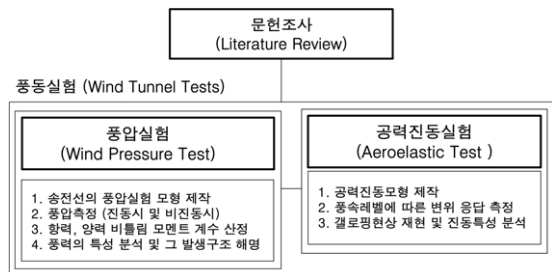 문헌조사
(Literature Review)
풍동실험 (Wind Tunnel Tests)
풍압실험
(Wind Pressure Test)
1. 송전선의 풍압실험 모형 제작
2. 풍압측정 (진동시 및 비진동시)
3. 항력, 양력 비틀림 모멘트 계수 산정
4. 풍력의 특성 분석 및 그 발생구조 해명
공력진동실험
(Aeroelastic Test )
1. 공력진동모형 제작
2. 풍속레벨에 따른 변위 응답 측정
3. 갤로핑현상 재현 및 진동특성 분석